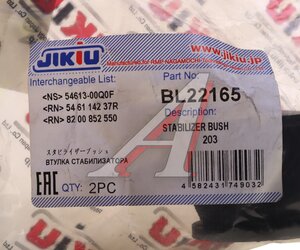 JIKIU
www.jikiu.com
Interchangeable List:
<NS> 54613-00Q0F
<RN> 54 61 142 37R
<RN> 82 00 852 550
Part No:
BL22165
Description:
STABILIZER BUSH
203
スタビライザーブッシュ
ВТУЛКА СТАБИЛИЗАТОРА
EAC QTY: 2PC
4 582431 749032